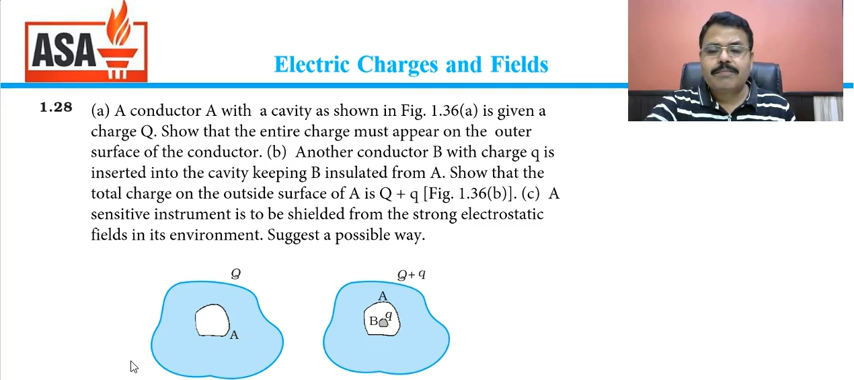 ASA
Electric Charges and Fields
1.28 (a) A conductor A with a cavity as shown in Fig. 1.36(a) is given a
charge Q. Show that the entire charge must appear on the outer
surface of the conductor. (b) Another conductor B with charge q is
inserted into the cavity keeping B insulated from A. Show that the
total charge on the outside surface of A is Q + q [Fig. 1.36(b)]. (c) A
sensitive instrument is to be shielded from the strong electrostatic
fields in its environment. Suggest a possible way.
Q
Q+ q
A
B q
A